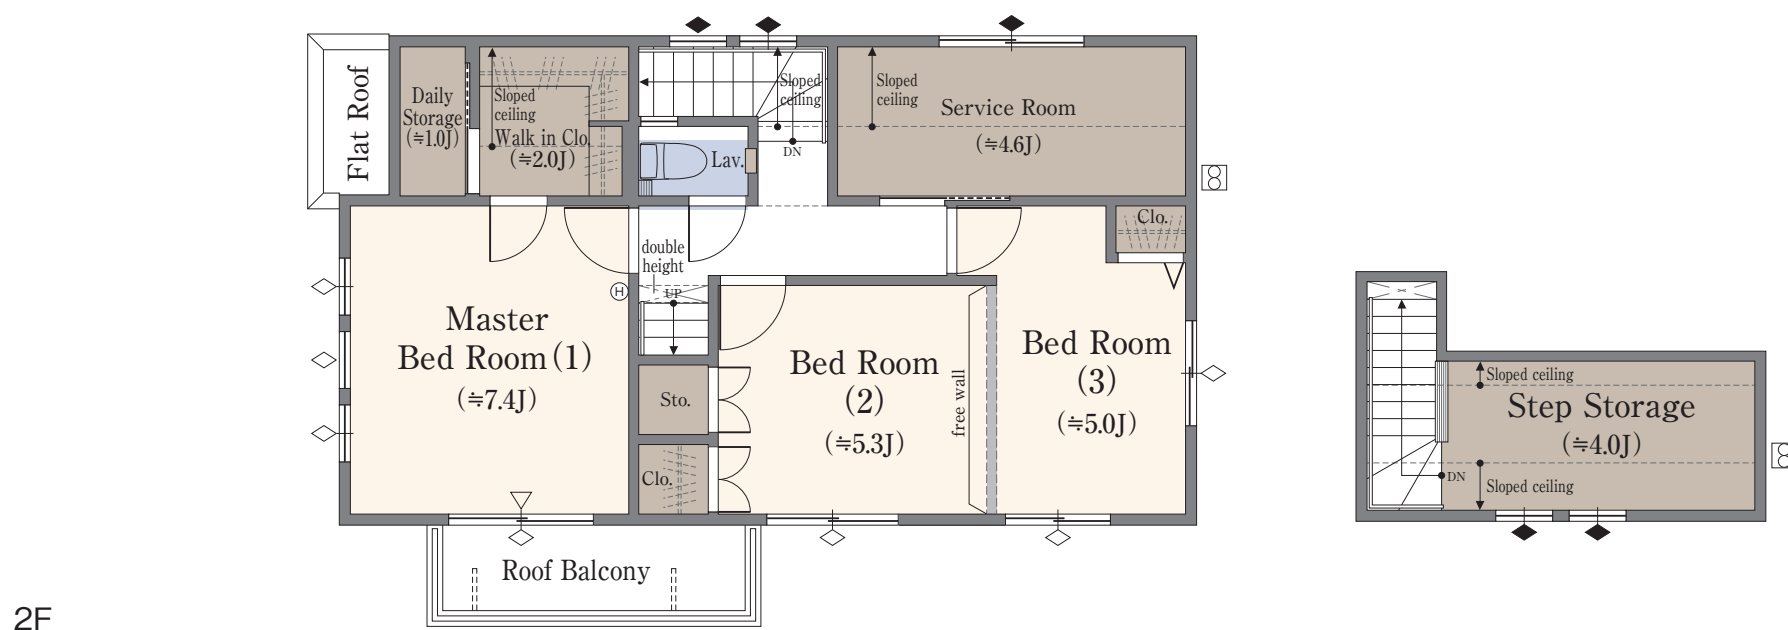 Flat Roof
Daily
Storage
(≒1.0J)
Sloped
ceiling
Walk in Clo.
(≒2.0J)
Sloped
ceiling
DN
Lav.
Sloped
ceiling
Service Room
(≒4.6J)
Clo.
double
height
UP
H
Master
Bed Room(1)
(≒7.4J)
Sto.
Clo.
Bed Room
(2)
(≒5.3J)
free wall
Bed Room
(3)
(≒5.0J)
Roof Balcony
Sloped ceiling
Step Storage
(≒4.0J)
DN
Sloped ceiling
2F